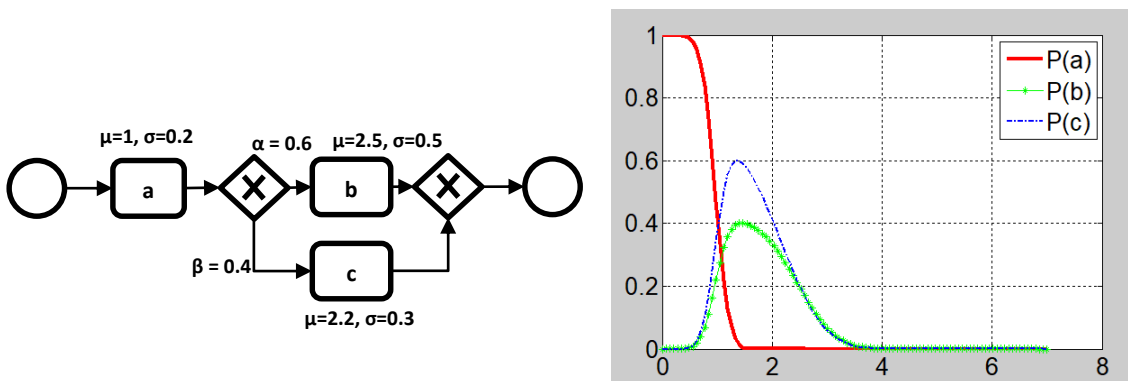 μ=1, σ=0.2
α = 0.6
μ=2.5, σ=0.5
a
b
β = 0.4
c
μ=2.2, σ=0.3
1
0.8
0.6
0.4
0.2
0
0
2
4
6
8
P(a)
P(b)
P(c)